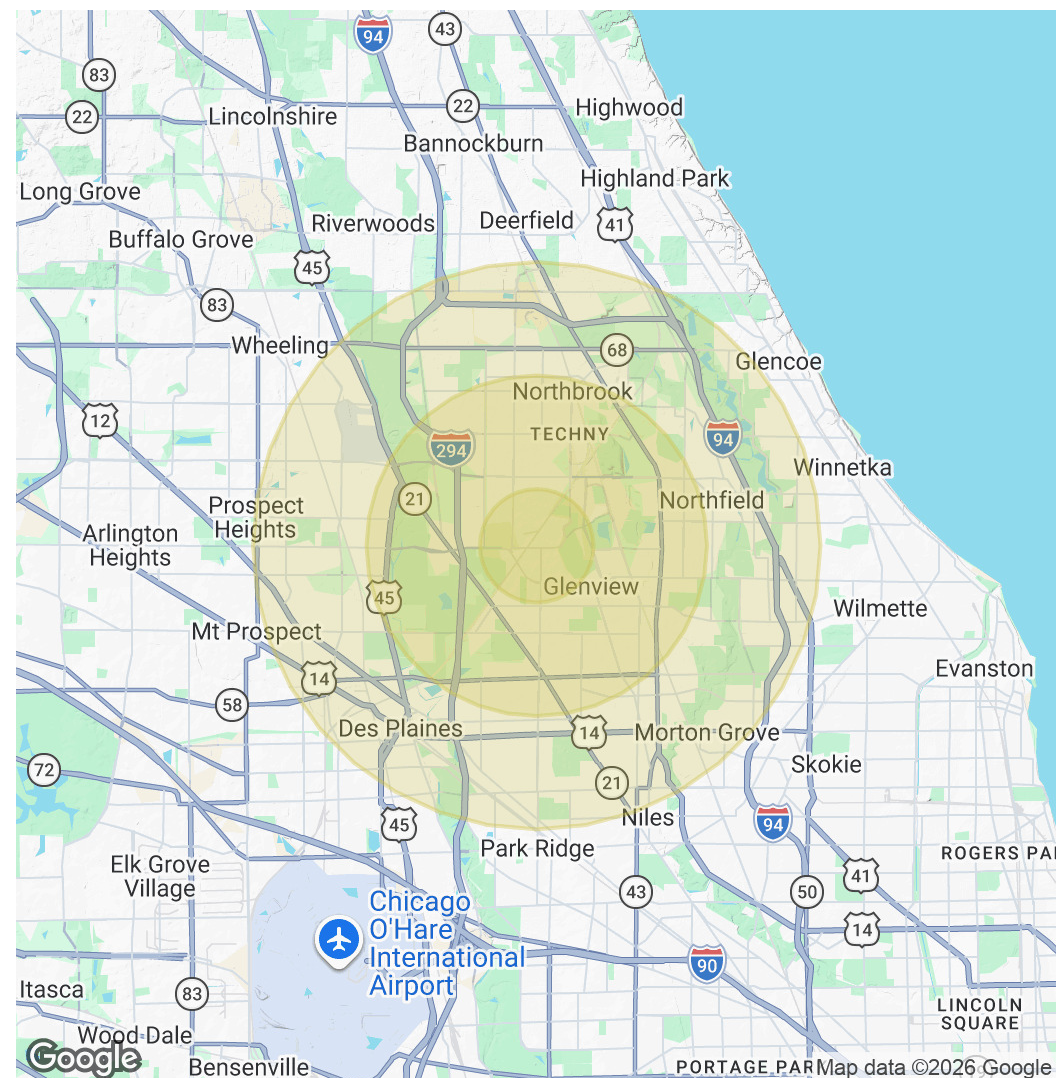 94
43
83
22
22
Lincolnshire
Highwood
Bannockburn
Long Grove
Highland Park
Riverwoods
Deerfield
41
Buffalo Grove
45
83
Wheeling
68
Glencoe
Northbrook
12
TECHNY
94
294
Winnetka
21
Northfield
Prospect
Heights
Arlington
Heights
Glenview
45
Wilmette
Mt Prospect
Evanston
14
58
Des Plaines
14
Morton Grove
72
Skokie
21
Niles
94
45
Park Ridge
ROGERS PA
Elk Grove
Village
41
43
50
Chicago
O'Hare
International
Airport
14
90
Itasca
83
LINCOLN
SQUARE
Wood Dale
Google
Bensenville
PORTAGE PAR
Map data ©2026 Google